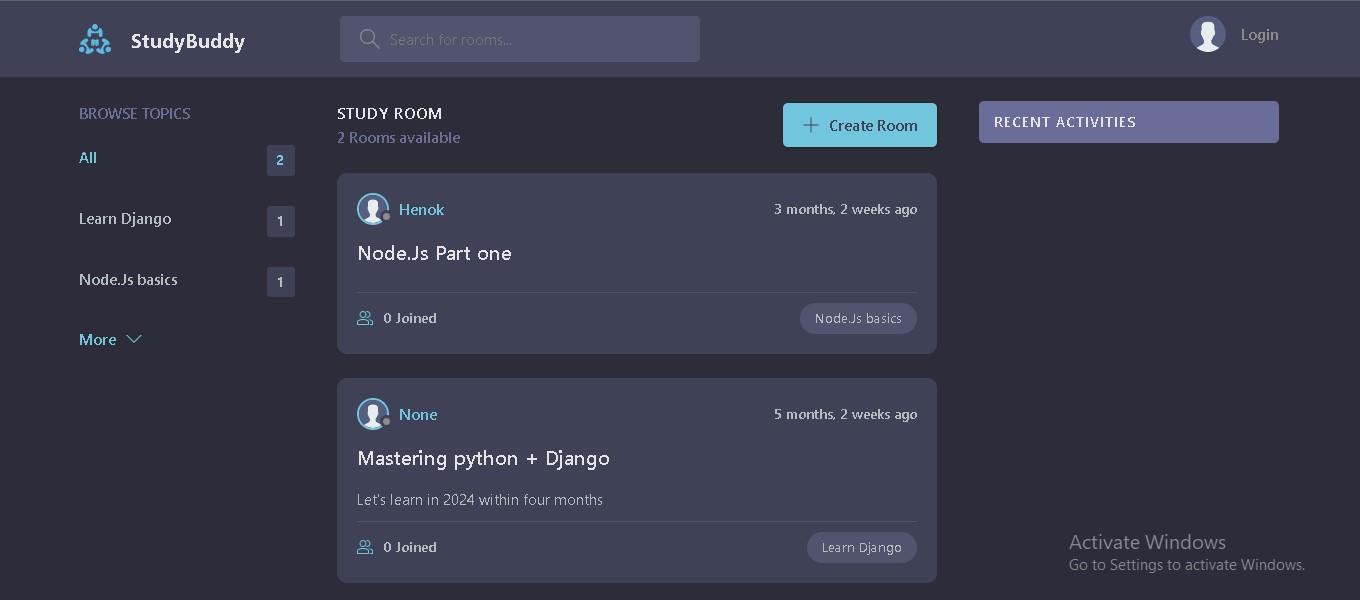 StudyBuddy
Search for rooms...
Login
BROWSE TOPICS
All
2
Learn Django
1
Node.Js basics
1
More
STUDY ROOM
2 Rooms available
Create Room
Henok
3 months, 2 weeks ago
Node.Js Part one
0 Joined
Node.Js basics
None
5 months, 2 weeks ago
Mastering python + Django
Let's learn in 2024 within four months
0 Joined
Learn Django
RECENT ACTIVITIES
Activate Windows
Go to Settings to activate Windows.